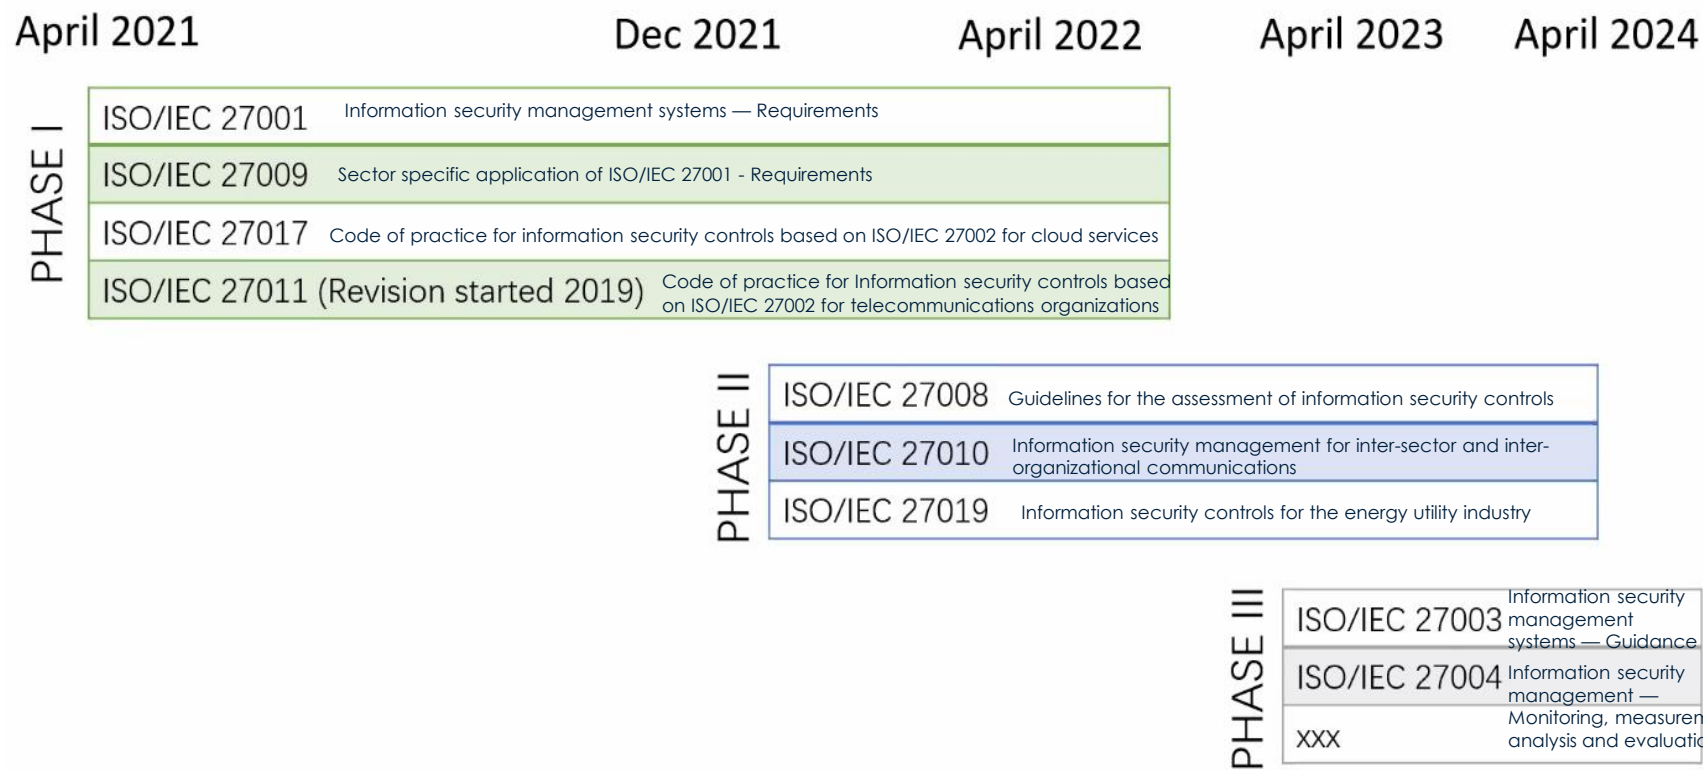 April 2021 Dec 2021 April 2022 April 2023 April 2024
PHASE I
ISO/IEC 27001 Information security management systems — Requirements
ISO/IEC 27009 Sector specific application of ISO/IEC 27001 - Requirements
ISO/IEC 27017 Code of practice for information security controls based on ISO/IEC 27002 for cloud services
ISO/IEC 27011 (Revision started 2019) Code of practice for Information security controls based
on ISO/IEC 27002 for telecommunications organizations
PHASE II
ISO/IEC 27008 Guidelines for the assessment of information security controls
ISO/IEC 27010 Information security management for inter-sector and inter-
organizational communications
ISO/IEC 27019 Information security controls for the energy utility industry
PHASE III
ISO/IEC 27003 Information security
management
systems — Guidance
ISO/IEC 27004 Information security
management —
Monitoring,
xxx analysis and